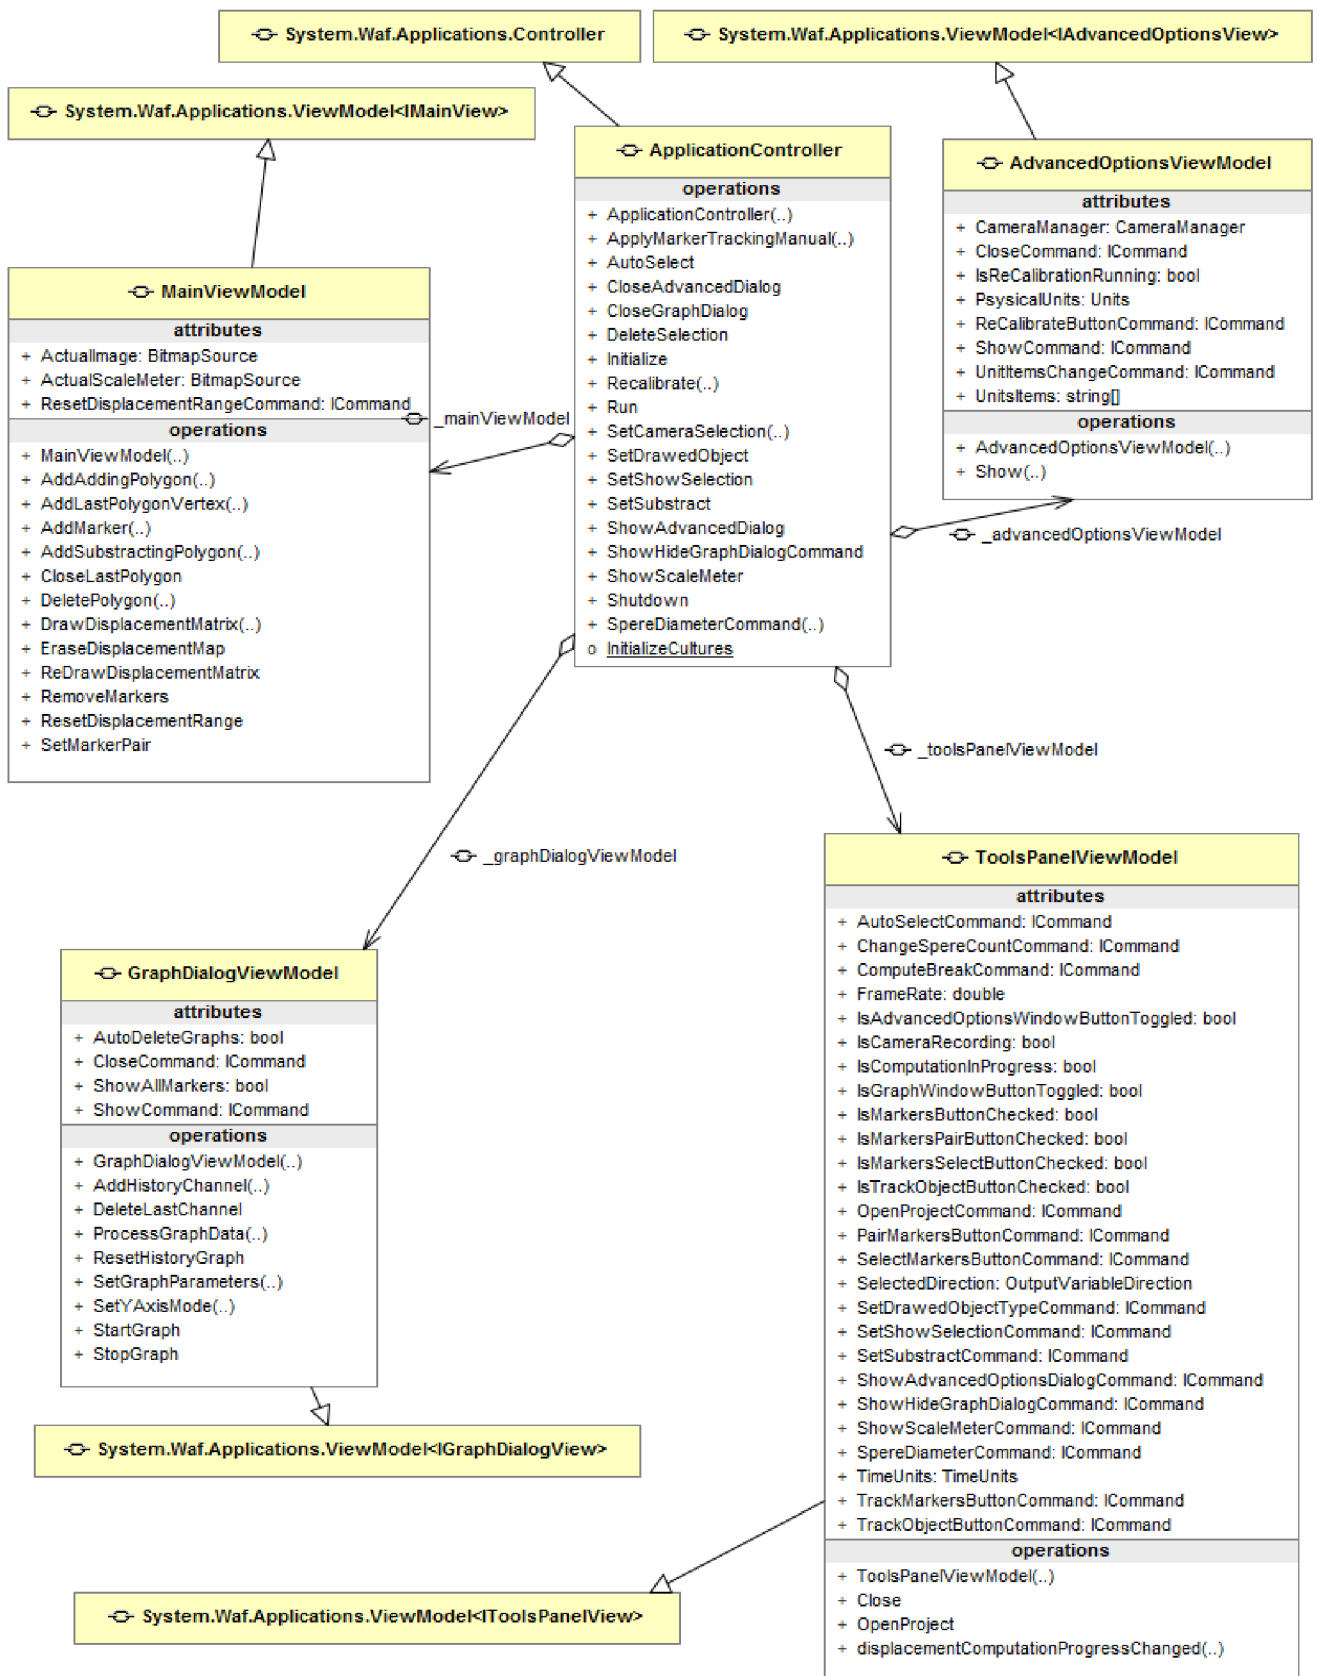 System.Waf.Applications.Controller
System.Waf.Applications.ViewModel<IAdvancedOptionsView>
System.Waf.Applications.ViewModel<IMainView>
ApplicationController
operations
+ ApplicationController(..)
+ ApplyMarkerTrackingManual(..)
+ AutoSelect
+ CloseAdvancedDialog
+ CloseGraphDialog
+ DeleteSelection
+ Initialize
+ Recalibrate(..)
+ Run
+ SetCameraSelection(..)
+ SetDrawedObject
+ SetShowSelection
+ SetSubstract
+ ShowAdvancedDialog
+ ShowHideGraphDialogCommand
+ ShowScaleMeter
+ Shutdown
+ SpereDiameterCommand(..)
o InitializeCultures
AdvancedOptionsViewModel
attributes
+ CameraManager: CameraManager
+ CloseCommand: ICommand
+ IsReCalibrationRunning: bool
+ PsysicalUnits: Units
+ ReCalibrateButtonCommand: ICommand
+ ShowCommand: ICommand
+ UnitItemsChangeCommand: ICommand
+ UnitsItems: string[]
operations
+ AdvancedOptionsViewModel(..)
+ Show(..)
MainViewModel
attributes
+ ActualImage: BitmapSource
+ ActualScaleMeter: BitmapSource
+ ResetDisplacementRangeCommand: ICommand
operations
+ MainViewModel(..)
+ AddAddingPolygon(..)
+ AddLastPolygonVertex(..)
+ AddMarker(..)
+ AddSubstractingPolygon(..)
+ CloseLastPolygon
+ DeletePolygon(..)
+ DrawDisplacementMatrix(..)
+ EraseDisplacementMap
+ ReDrawDisplacementMatrix
+ RemoveMarkers
+ ResetDisplacementRange
+ SetMarkerPair
_mainViewModel
_advancedOptionsViewModel
_toolsPanelViewModel
_graphDialogViewModel
GraphDialogViewModel
attributes
+ AutoDeleteGraphs: bool
+ CloseCommand: ICommand
+ ShowAllMarkers: bool
+ ShowCommand: ICommand
operations
+ GraphDialogViewModel(..)
+ AddHistoryChannel(..)
+ DeleteLastChannel
+ ProcessGraphData(..)
+ ResetHistoryGraph
+ SetGraphParameters(..)
+ SetYAxisMode(..)
+ StartGraph
+ StopGraph
System.Waf.Applications.ViewModel<IGraphDialogView>
ToolsPanelViewModel
attributes
+ AutoSelectCommand: ICommand
+ ChangeSpereCountCommand: ICommand
+ ComputeBreakCommand: ICommand
+ FrameRate: double
+ IsAdvancedOptionsWindowButtonToggled: bool
+ IsCameraRecording: bool
+ IsComputationInProgress: bool
+ IsGraphWindowButtonToggled: bool
+ IsMarkersButtonChecked: bool
+ IsMarkersPairButtonChecked: bool
+ IsMarkersSelectButtonChecked: bool
+ IsTrackObjectButtonChecked: bool
+ OpenProjectCommand: ICommand
+ PairMarkersButtonCommand: ICommand
+ SelectMarkersButtonCommand: ICommand
+ SelectedDirection: OutputVariableDirection
+ SetDrawedObjectTypeCommand: ICommand
+ SetShowSelectionCommand: ICommand
+ SetSubstractCommand: ICommand
+ ShowAdvancedOptionsDialogCommand: ICommand
+ ShowHideGraphDialogCommand: ICommand
+ ShowScaleMeterCommand: ICommand
+ SpereDiameterCommand: ICommand
+ TimeUnits: TimeUnits
+ TrackMarkersButtonCommand: ICommand
+ TrackObjectButtonCommand: ICommand
operations
+ ToolsPanelViewModel(..)
+ Close
+ OpenProject
+ displacementComputationProgressChanged(..)
System.Waf.Applications.ViewModel<IToolsPanelView>